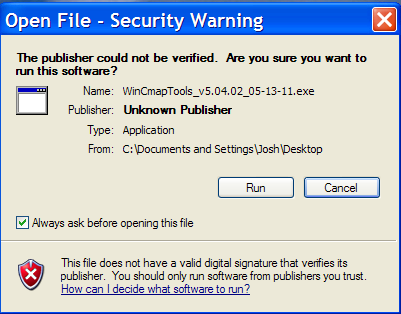 Open File - Security Warning
The publisher could not be verified.  Are you sure you want to
run this software?
Name: WinCmapTools_v5.04.02_05-13-11.exe
Publisher: Unknown Publisher
Type: Application
From: C:\Documents and Settings\Josh\Desktop
Run Cancel
Always ask before opening this file
This file does not have a valid digital signature that verifies its
publisher.  You should only run software from publishers you trust.
How can I decide what software to run?